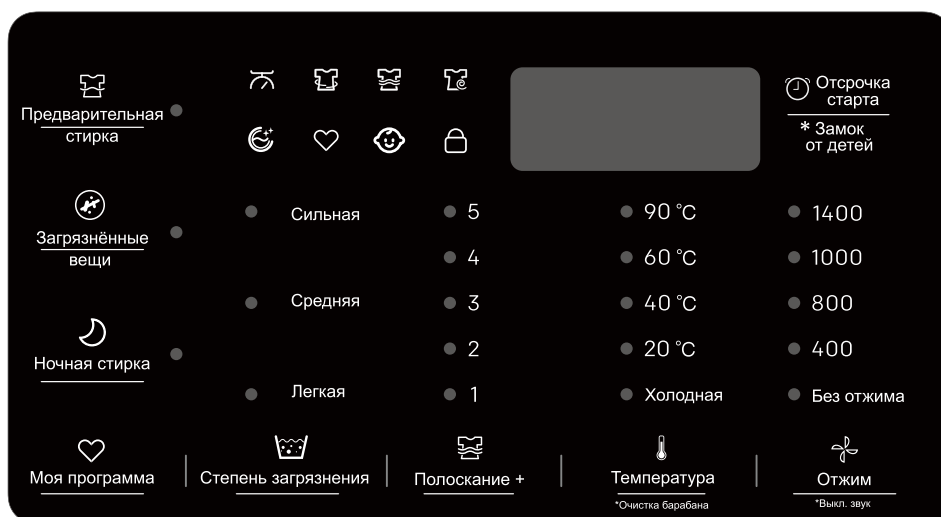 Предварительная
стирка
Отсрочка
старта
* Замок
от детей
Загрязнённые
вещи
Ночная стирка
Сильная
Средняя
Легкая
5
4
3
2
1
90 °C
60 °C
40 °C
20 °C
Холодная
1400
1000
800
400
Без отжима
Моя программа
Степень загрязнения
Полоскание +
Температура
*Очистка барабана
Отжим
*Выкл. звук